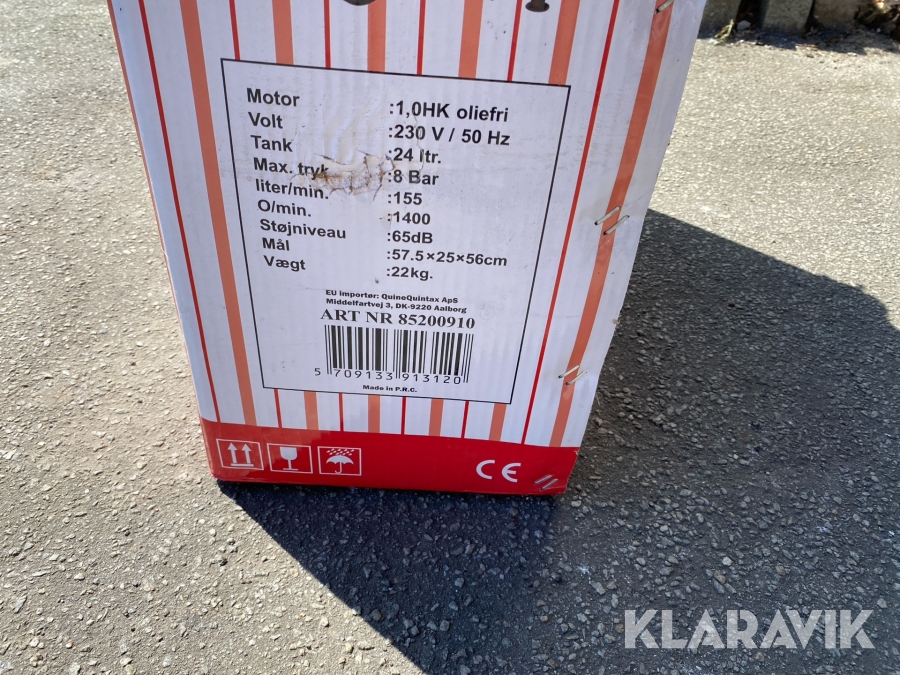 Motor :1,0HK oliefri
Volt :230 V / 50 Hz
Tank :24 ltr.
Max. tryk :8 Bar
liter/min. :155
O/min. :1400
Støjniveau :65dB
Mål :57.5×25×56cm
Vægt :22kg.
EU importør: QuinoQuintax ApS
Middelfartvej 3, DK-9220 Aalborg
ART NR 85200910
5 709133 913120
Made in P.R.C.
CE
KLARAVIK